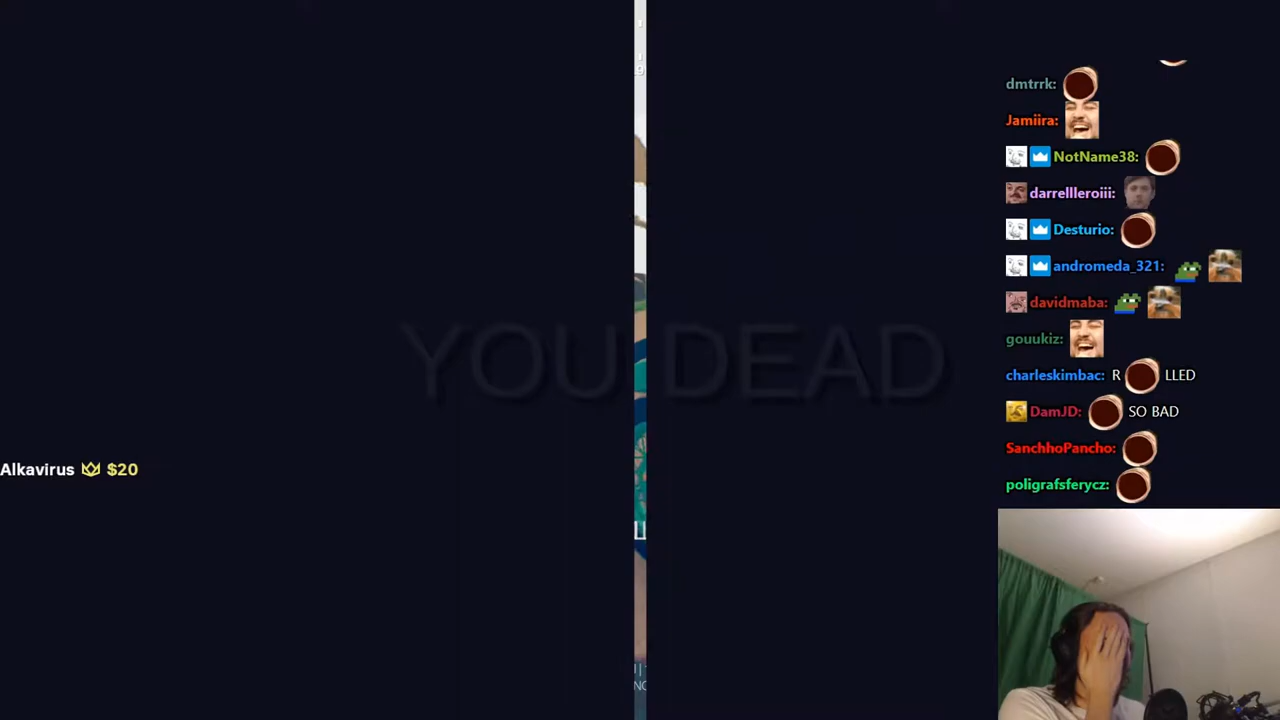 dmtrrk:
Jamiira:
NotName38:
darrellleroiii:
Desturio:
andromeda_321:
davidmaba:
gouukiz:
YOU DEAD
charleskimbac: R LLED
DamJD: SO BAD
SanchhoPancho:
Alkavirus $20
poligrafsferycz: